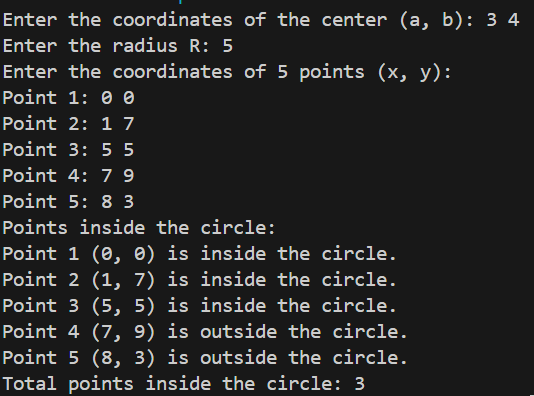 Enter the coordinates of the center (a, b): 3 4
Enter the radius R: 5
Enter the coordinates of 5 points (x, y):
Point 1: 0 0
Point 2: 1 7
Point 3: 5 5
Point 4: 7 9
Point 5: 8 3
Points inside the circle:
Point 1 (0, 0) is inside the circle.
Point 2 (1, 7) is inside the circle.
Point 3 (5, 5) is inside the circle.
Point 4 (7, 9) is outside the circle.
Point 5 (8, 3) is outside the circle.
Total points inside the circle: 3